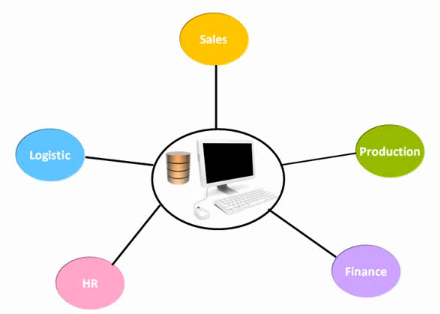 Sales
Logistic
Production
HR
Finance